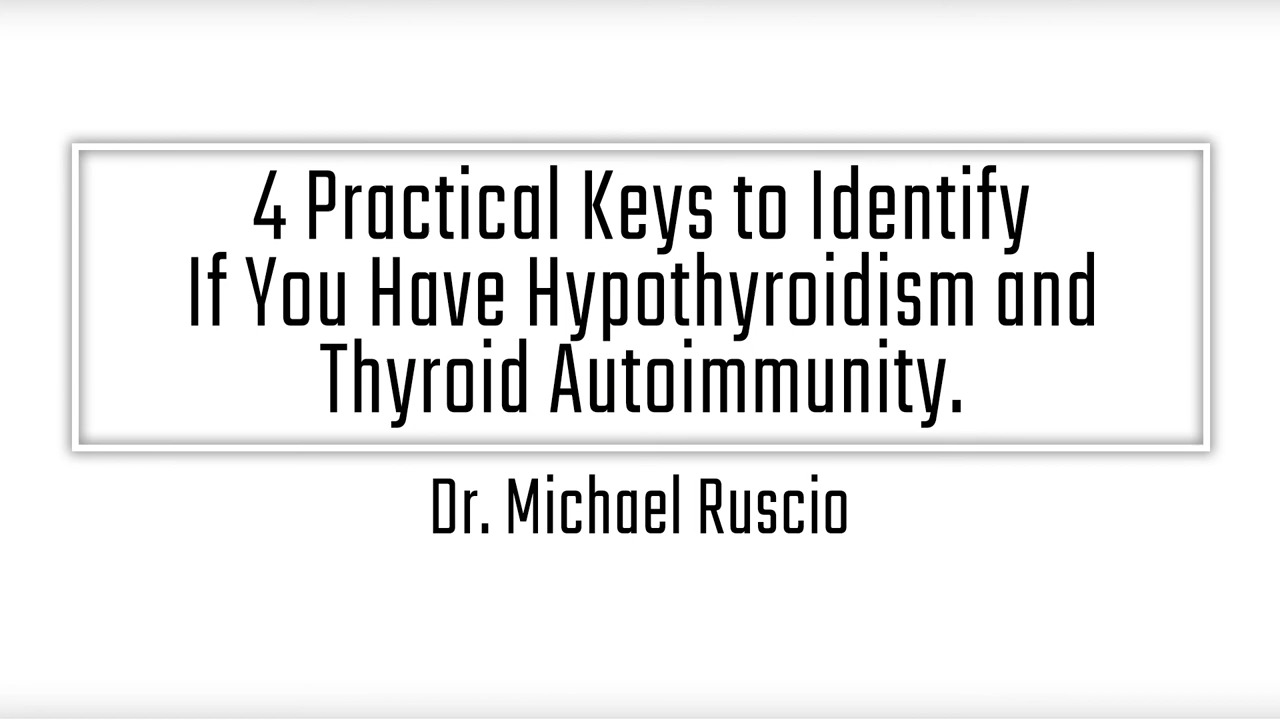 4 Practical Keys to Identify
If You Have Hypothyroidism and
Thyroid Autoimmunity.
Dr. Michael Ruscio